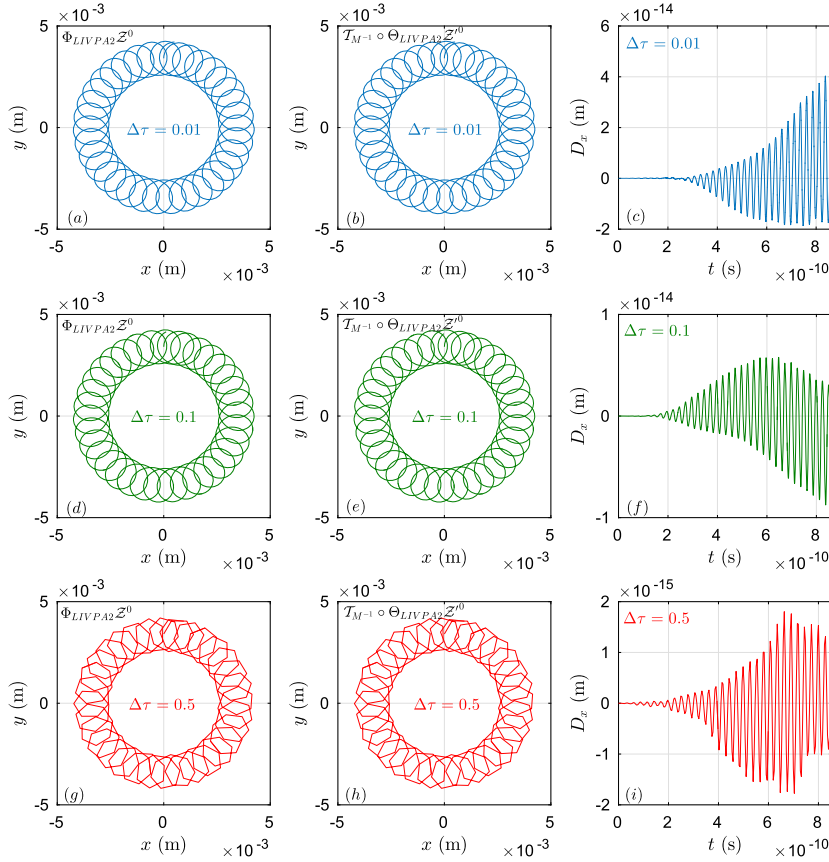 ×10⁻³
×10⁻³
×10⁻¹⁴
5
Φ_{LIVPA2}𝒵⁰
5
𝒯_{M⁻¹} ∘ Θ_{LIVPA2}𝒵′⁰
6
Δτ = 0.01
4
y (m)
0
Δτ = 0.01
y (m)
0
Δτ = 0.01
D_x (m)
2
0
(a)
(b)
(c)
-5
-5
-2
-5 0 5
-5 0 5
0 2 4 6 8
x (m)
×10⁻³
x (m)
×10⁻³
t (s)
×10⁻¹⁰
×10⁻³
×10⁻³
×10⁻¹⁴
5
Φ_{LIVPA2}𝒵⁰
5
𝒯_{M⁻¹} ∘ Θ_{LIVPA2}𝒵′⁰
1
Δτ = 0.1
y (m)
0
Δτ = 0.1
y (m)
0
Δτ = 0.1
D_x (m)
0
(d)
(e)
(f)
-5
-5
-1
-5 0 5
-5 0 5
0 2 4 6 8
x (m)
×10⁻³
x (m)
×10⁻³
t (s)
×10⁻¹⁰
×10⁻³
×10⁻³
×10⁻¹⁵
5
Φ_{LIVPA2}𝒵⁰
5
𝒯_{M⁻¹} ∘ Θ_{LIVPA2}𝒵′⁰
2
Δτ = 0.5
1
y (m)
0
Δτ = 0.5
y (m)
0
Δτ = 0.5
D_x (m)
0
-1
(g)
(h)
(i)
-5
-5
-2
-5 0 5
-5 0 5
0 2 4 6 8
x (m)
×10⁻³
x (m)
×10⁻³
t (s)
×10⁻¹⁰